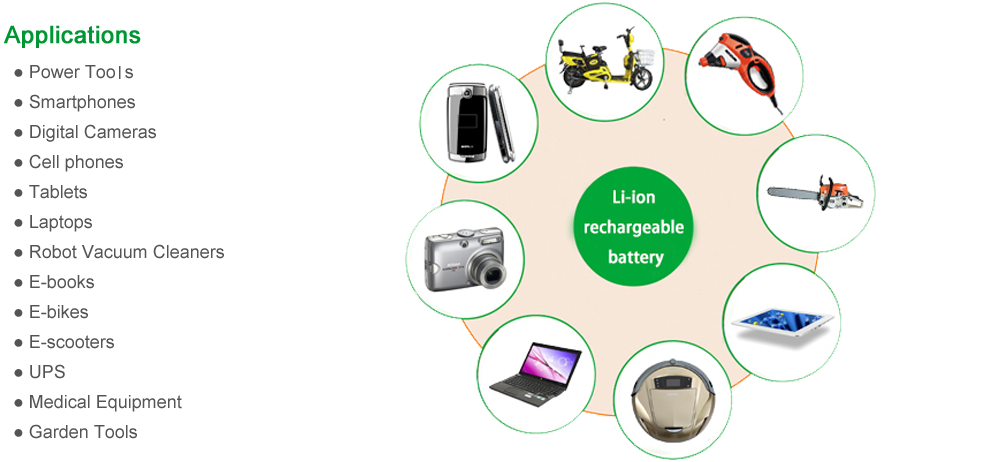 Applications
● Power Tools
● Smartphones
● Digital Cameras
● Cell phones
● Tablets
● Laptops
● Robot Vacuum Cleaners
● E-books
● E-bikes
● E-scooters
● UPS
● Medical Equipment
● Garden Tools
Li-ion
rechargeable
battery